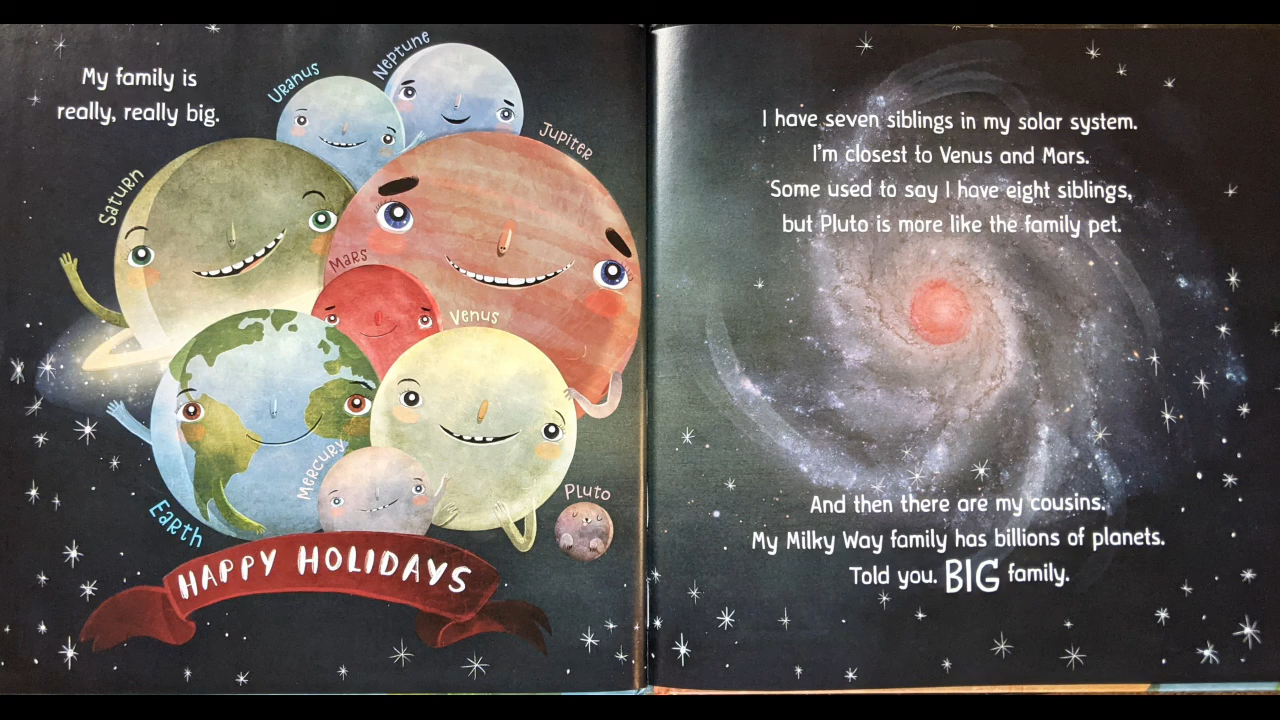 My family is
really, really big.
Uranus
Neptune
Saturn
Jupiter
Mars
Venus
Mercury
Earth
Pluto
HAPPY HOLIDAYS
I have seven siblings in my solar system.
I'm closest to Venus and Mars.
Some used to say I have eight siblings,
but Pluto is more like the family pet.
And then there are my cousins.
My Milky Way family has billions of planets.
Told you. BIG family.